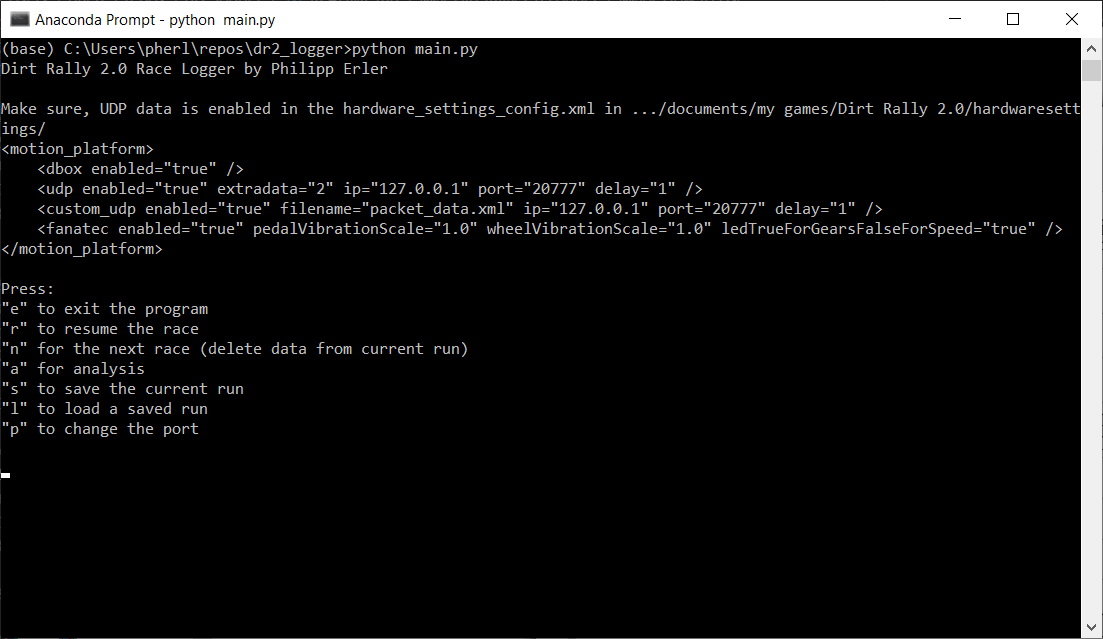 Anaconda Prompt - python  main.py
(base) C:\Users\pherl\repos\dr2_logger>python main.py
Dirt Rally 2.0 Race Logger by Philipp Erler
Make sure, UDP data is enabled in the hardware_settings_config.xml in .../documents/my games/Dirt Rally 2.0/hardwaresett
ings/
<motion_platform>
    <dbox enabled="true" />
    <udp enabled="true" extradata="2" ip="127.0.0.1" port="20777" delay="1" />
    <custom_udp enabled="true" filename="packet_data.xml" ip="127.0.0.1" port="20777" delay="1" />
    <fanatec enabled="true" pedalVibrationScale="1.0" wheelVibrationScale="1.0" ledTrueForGearsFalseForSpeed="true" />
</motion_platform>
Press:
"e" to exit the program
"r" to resume the race
"n" for the next race (delete data from current run)
"a" for analysis
"s" to save the current run
"l" to load a saved run
"p" to change the port